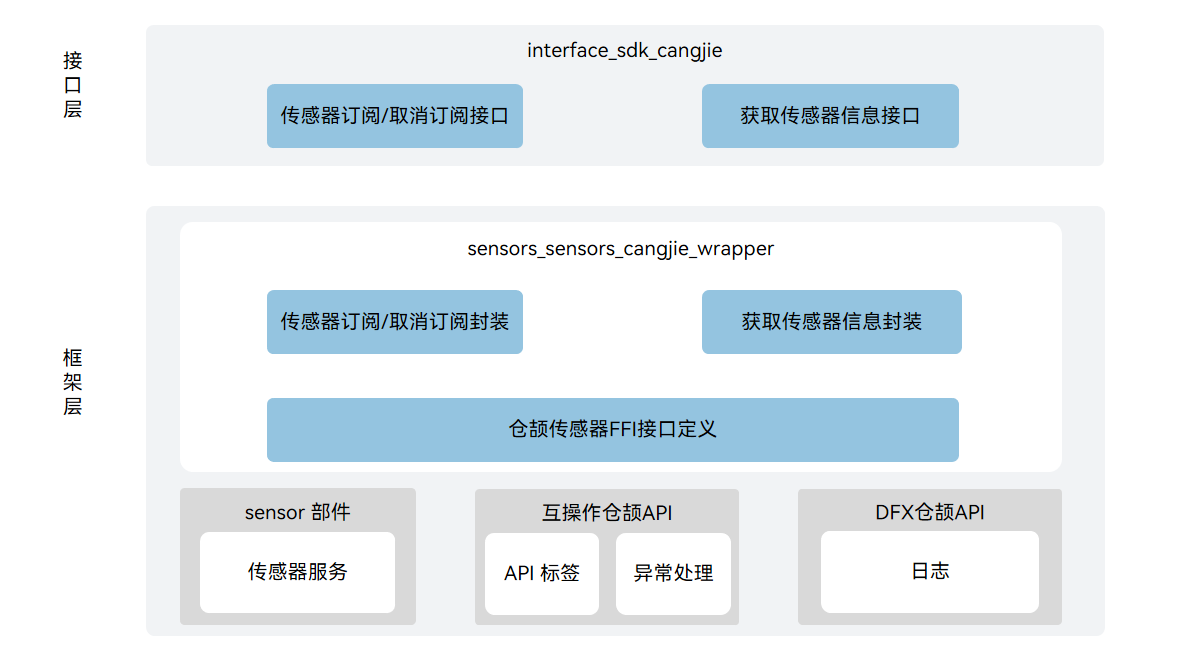 接口层
interface_sdk_cangjie
传感器订阅/取消订阅接口
获取传感器信息接口
框架层
sensors_sensors_cangjie_wrapper
传感器订阅/取消订阅封装
获取传感器信息封装
仓颉传感器FFI接口定义
sensor 部件
传感器服务
互操作仓颉API
API 标签
异常处理
DFX仓颉API
日志